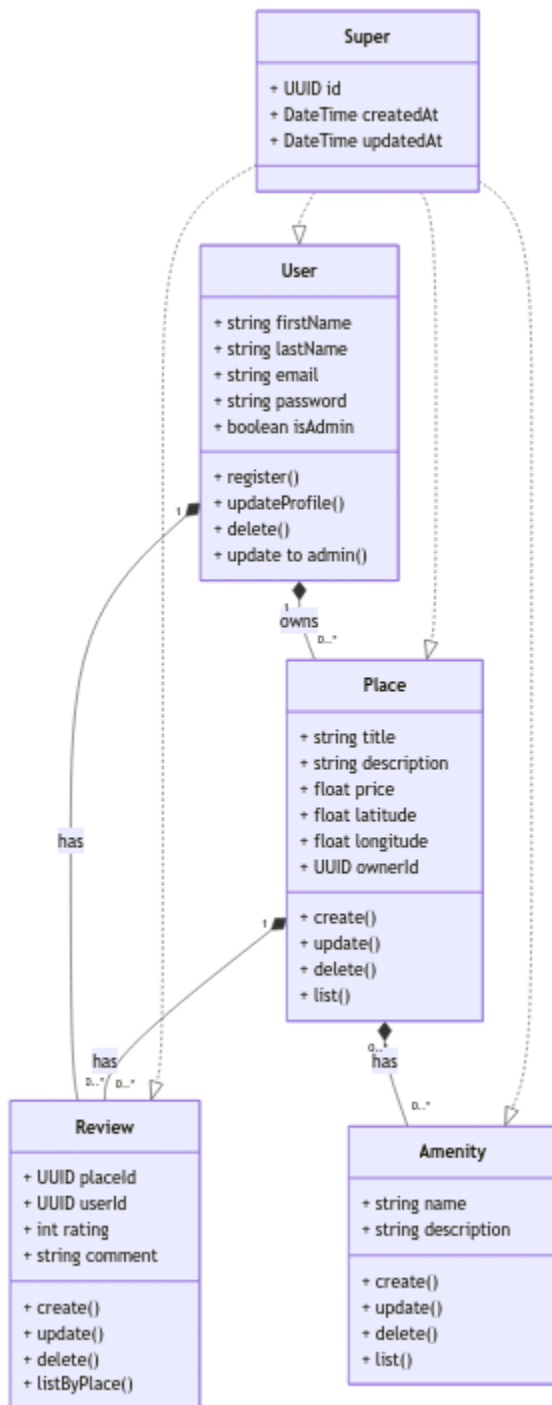 Super
+ UUID id
+ DateTime createdAt
+ DateTime updatedAt
User
+ string firstName
+ string lastName
+ string email
+ string password
+ boolean isAdmin
+ register()
+ updateProfile()
+ delete()
+ update to admin()
1
1
owns
0..*
Place
+ string title
+ string description
+ float price
+ float latitude
+ float longitude
+ UUID ownerId
+ create()
+ update()
+ delete()
+ list()
has
1
0..*
has
has
0..*
0..*
0..*
Review
+ UUID placeId
+ UUID userId
+ int rating
+ string comment
+ create()
+ update()
+ delete()
+ listByPlace()
Amenity
+ string name
+ string description
+ create()
+ update()
+ delete()
+ list()